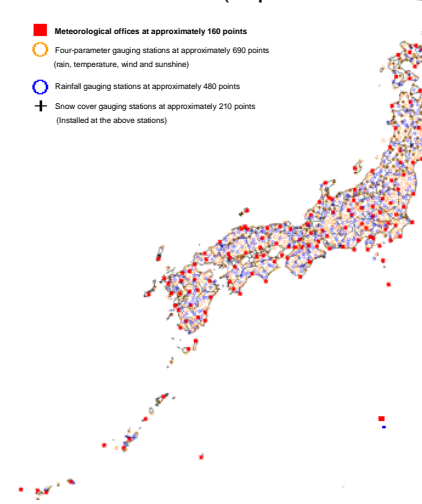 Meteorological offices at approximately 160 points
Four-parameter gauging stations at approximately 690 points
(rain, temperature, wind and sunshine)
Rainfall gauging stations at approximately 480 points
Snow cover gauging stations at approximately 210 points
(Installed at the above stations)